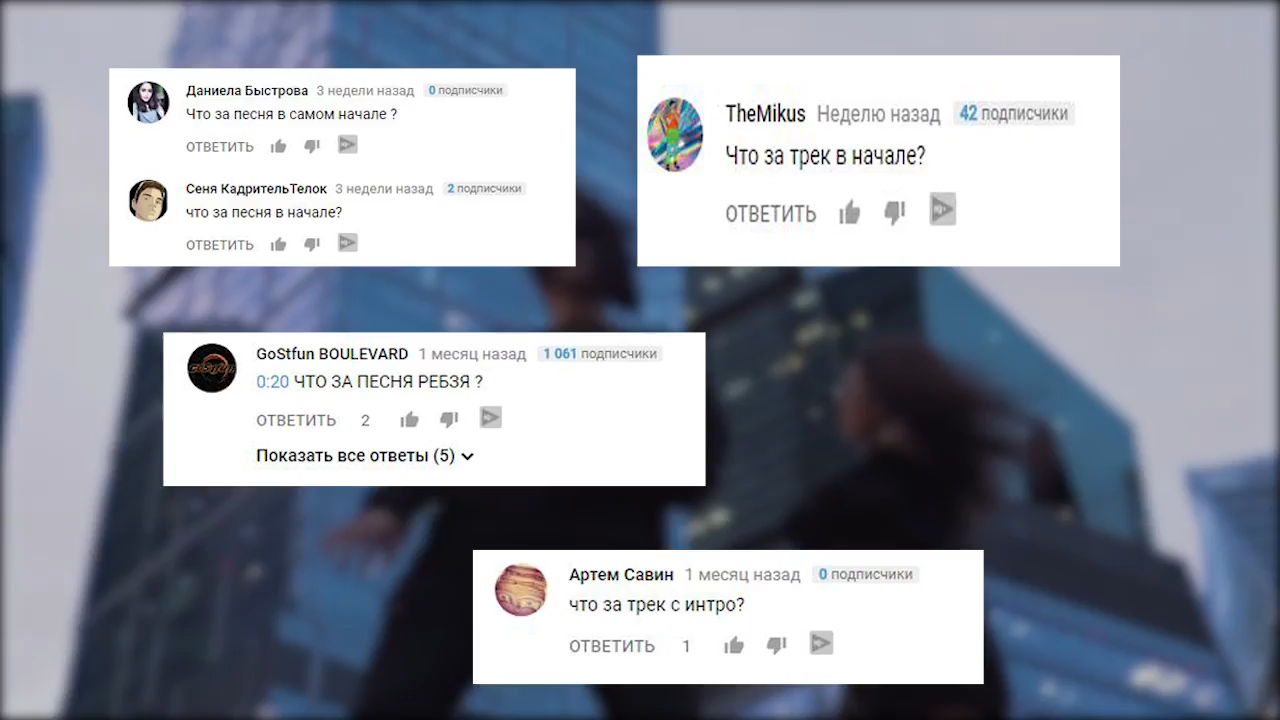 Даниела Быстрова 3 недели назад 0 подписчики
Что за песня в самом начале ?
ОТВЕТИТЬ
Сеня КадрительТелок 3 недели назад 2 подписчики
что за песня в начале?
ОТВЕТИТЬ
TheMikus Неделю назад 42 подписчики
Что за трек в начале?
ОТВЕТИТЬ
GoStfun BOULEVARD 1 месяц назад 1 061 подписчики
0:20 ЧТО ЗА ПЕСНЯ РЕБЗЯ ?
ОТВЕТИТЬ 2
Показать все ответы (5)
Артем Савин 1 месяц назад 0 подписчики
что за трек с интро?
ОТВЕТИТЬ 1